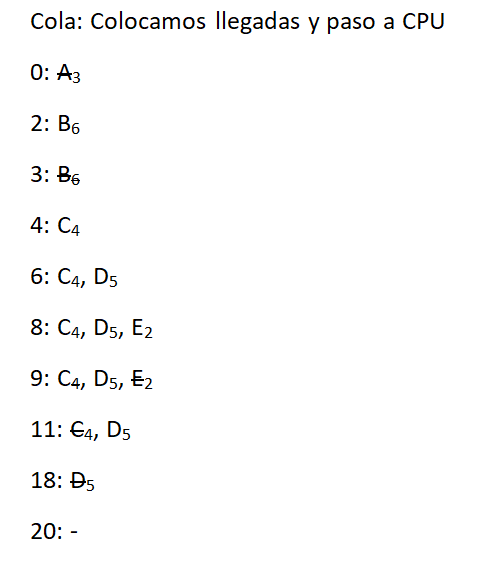 Cola: Colocamos llegadas y paso a CPU
0: A3
2: B6
3: B6
4: C4
6: C4, D5
8: C4, D5, E2
9: C4, D5, E2
11: C4, D5
18: D5
20: -